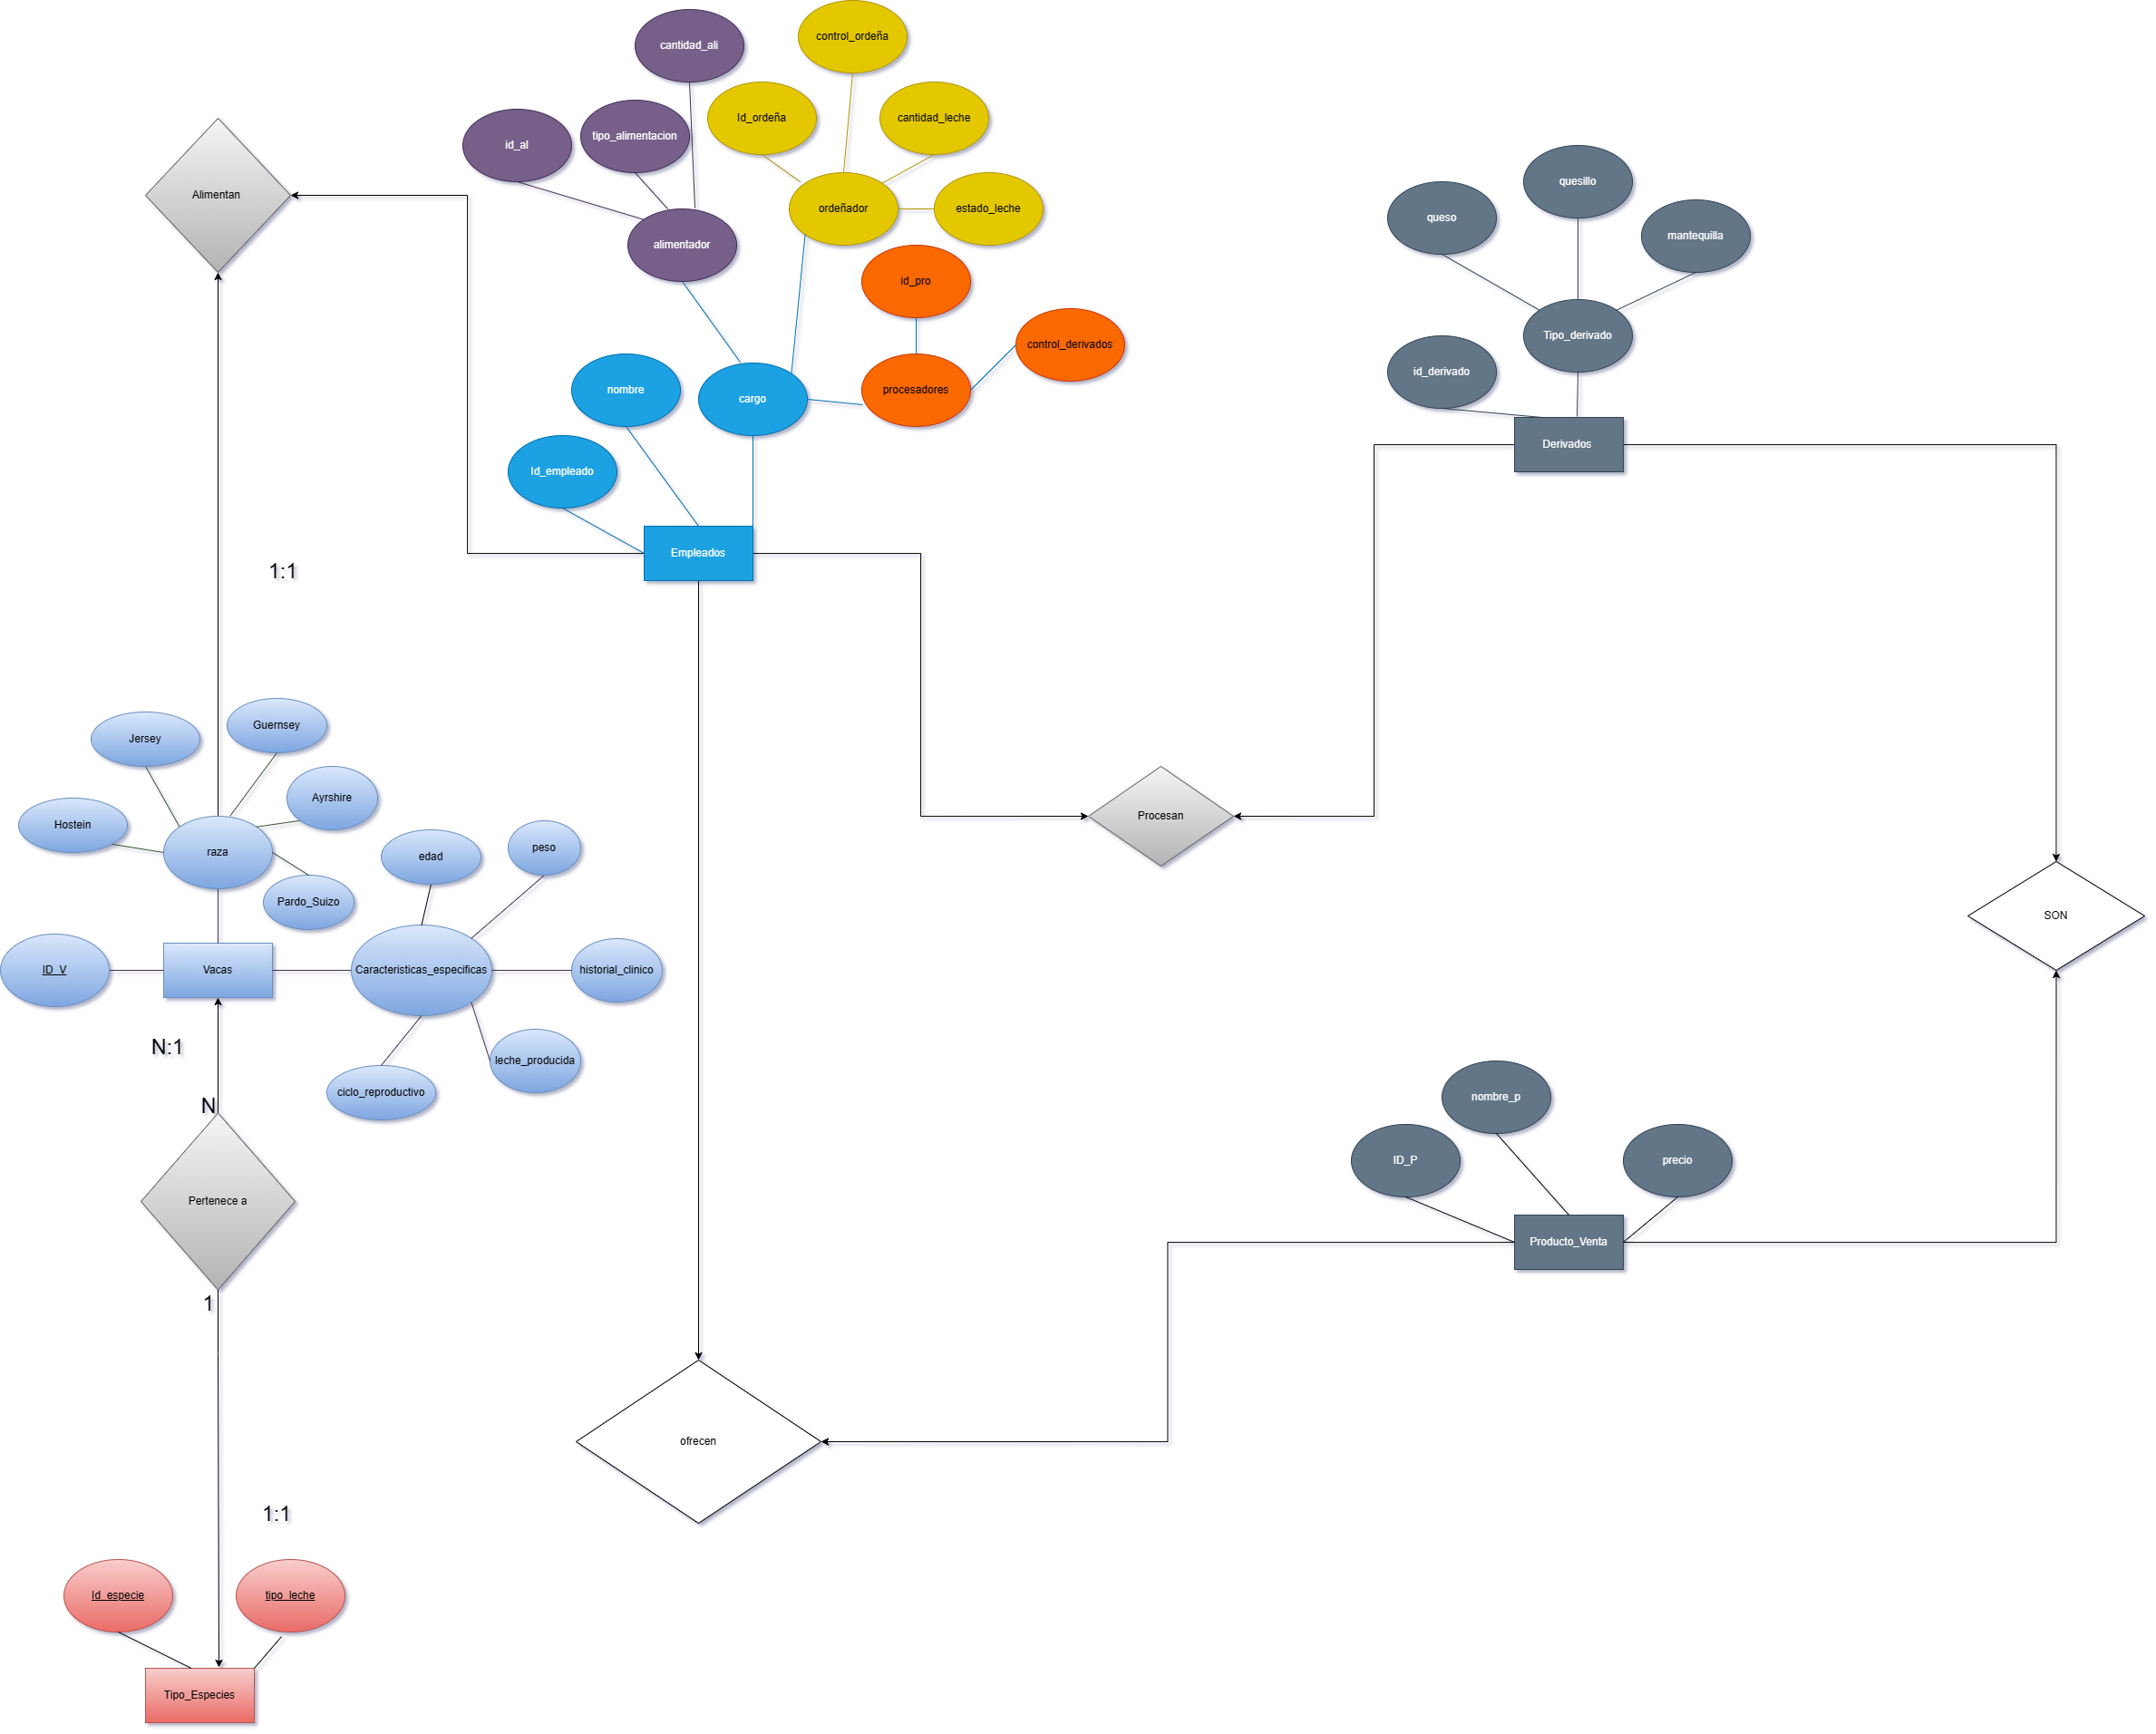 control_ordeña
cantidad_ali
Id_ordeña
cantidad_leche
tipo_alimentacion
id_al
quesillo
Alimentan
ordeñador
estado_leche
queso
mantequilla
alimentador
id_pro
Tipo_derivado
control_derivados
id_derivado
nombre
procesadores
cargo
Derivados
Id_empleado
Empleados
1:1
Guernsey
Jersey
Ayrshire
Procesan
Hostein
peso
raza
edad
Pardo_Suizo
SON
ID_V
Vacas
Caracteristicas_especificas
historial_clinico
N:1
leche_producida
ciclo_reproductivo
nombre_p
N
ID_P
precio
Pertenece a
Producto_Venta
1
ofrecen
1:1
Id_especie
tipo_leche
Tipo_Especies